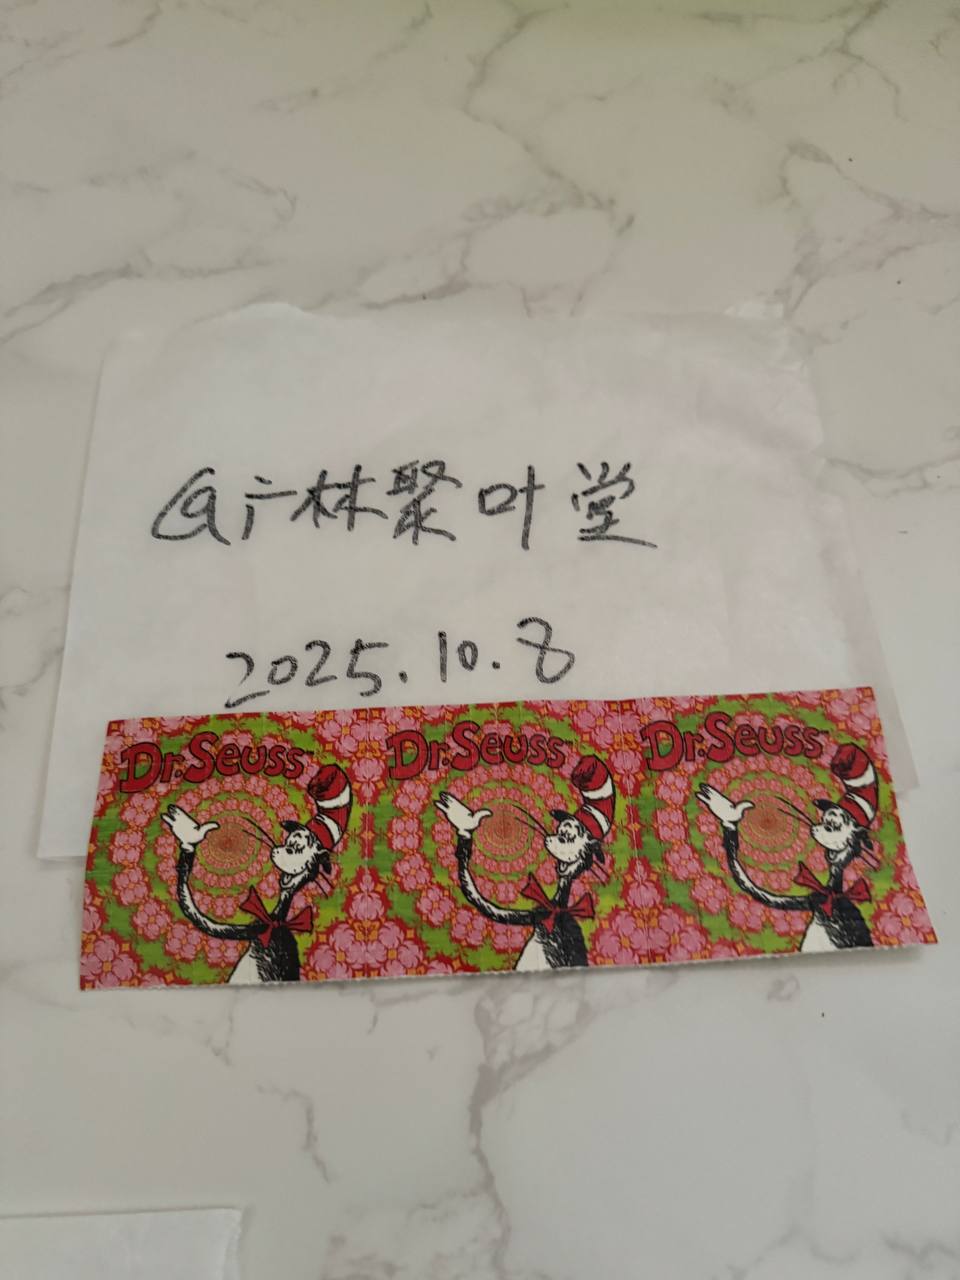 @广林聚叶堂
2025.10.8
Dr. Seuss Dr. Seuss Dr. Seuss